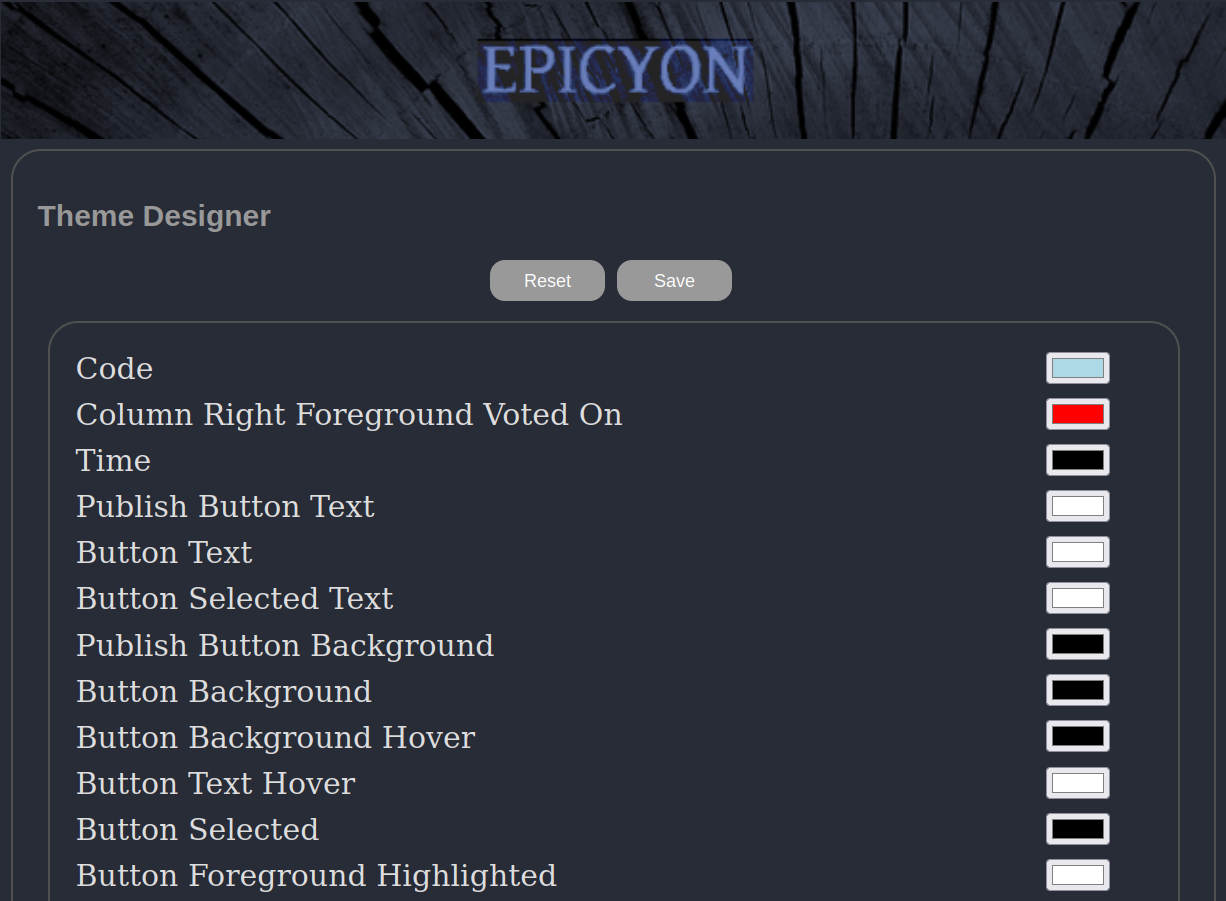 EPICYON
Theme Designer
Reset Save
Code
Column Right Foreground Voted On
Time
Publish Button Text
Button Text
Button Selected Text
Publish Button Background
Button Background
Button Background Hover
Button Text Hover
Button Selected
Button Foreground Highlighted